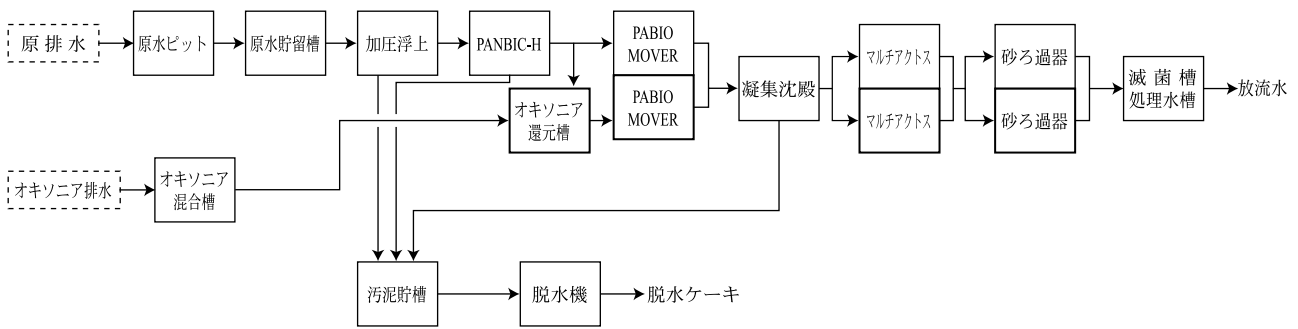 原排水
原水ピット
原水貯留槽
加圧浮上
PANBIC-H
PABIO
MOVER
PABIO
MOVER
オキソニア
還元槽
凝集沈殿
マルチアクトス
マルチアクトス
砂ろ過器
砂ろ過器
滅菌槽
処理水槽
放流水
オキソニア排水
オキソニア
混合槽
汚泥貯槽
脱水機
脱水ケーキ